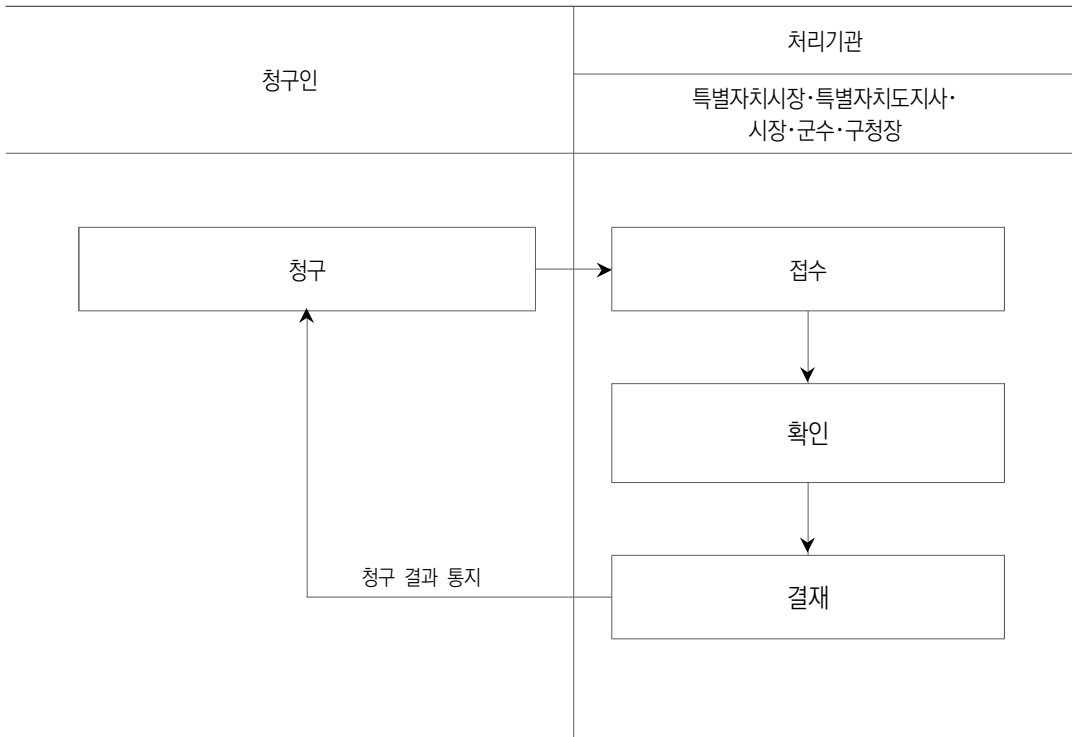 청구인
처리기관
특별자치시장·특별자치도지사·
시장·군수·구청장
청구
접수
확인
청구 결과 통지
결재